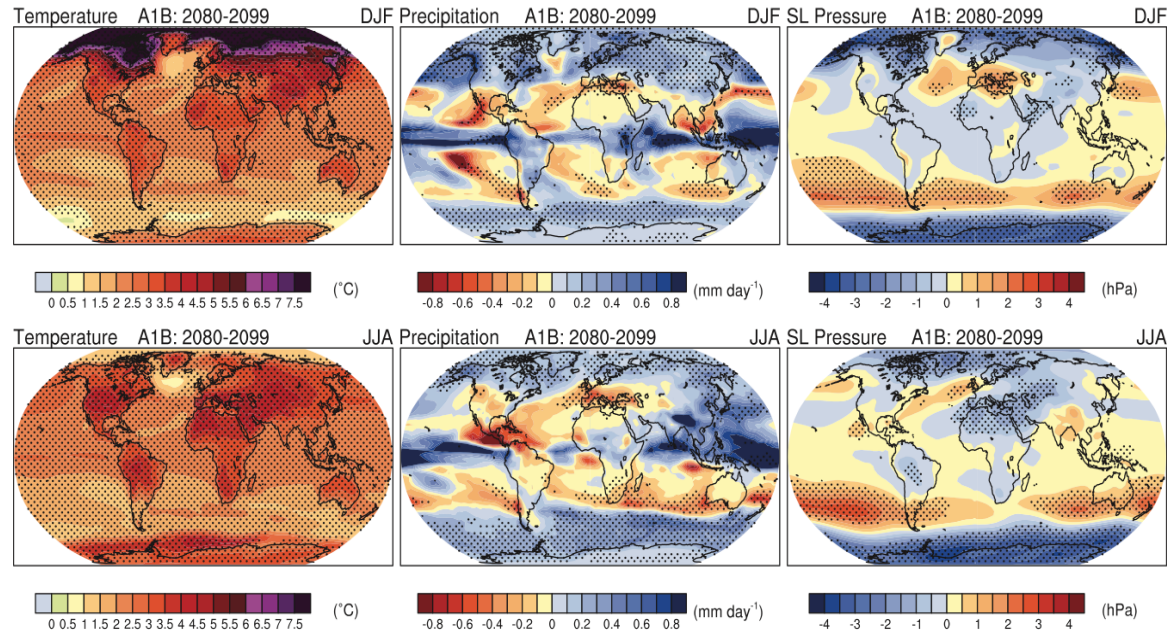 Temperature A1B: 2080-2099 DJF
Precipitation A1B: 2080-2099 DJF
SL Pressure A1B: 2080-2099 DJF
0 0.5 1 1.5 2 2.5 3 3.5 4 4.5 5 5.5 6 6.5 7 7.5 (°C)
-0.8 -0.6 -0.4 -0.2 0 0.2 0.4 0.6 0.8 (mm day⁻¹)
-4 -3 -2 -1 0 1 2 3 4 (hPa)
Temperature A1B: 2080-2099 JJA
Precipitation A1B: 2080-2099 JJA
SL Pressure A1B: 2080-2099 JJA
0 0.5 1 1.5 2 2.5 3 3.5 4 4.5 5 5.5 6 6.5 7 7.5 (°C)
-0.8 -0.6 -0.4 -0.2 0 0.2 0.4 0.6 0.8 (mm day⁻¹)
-4 -3 -2 -1 0 1 2 3 4 (hPa)